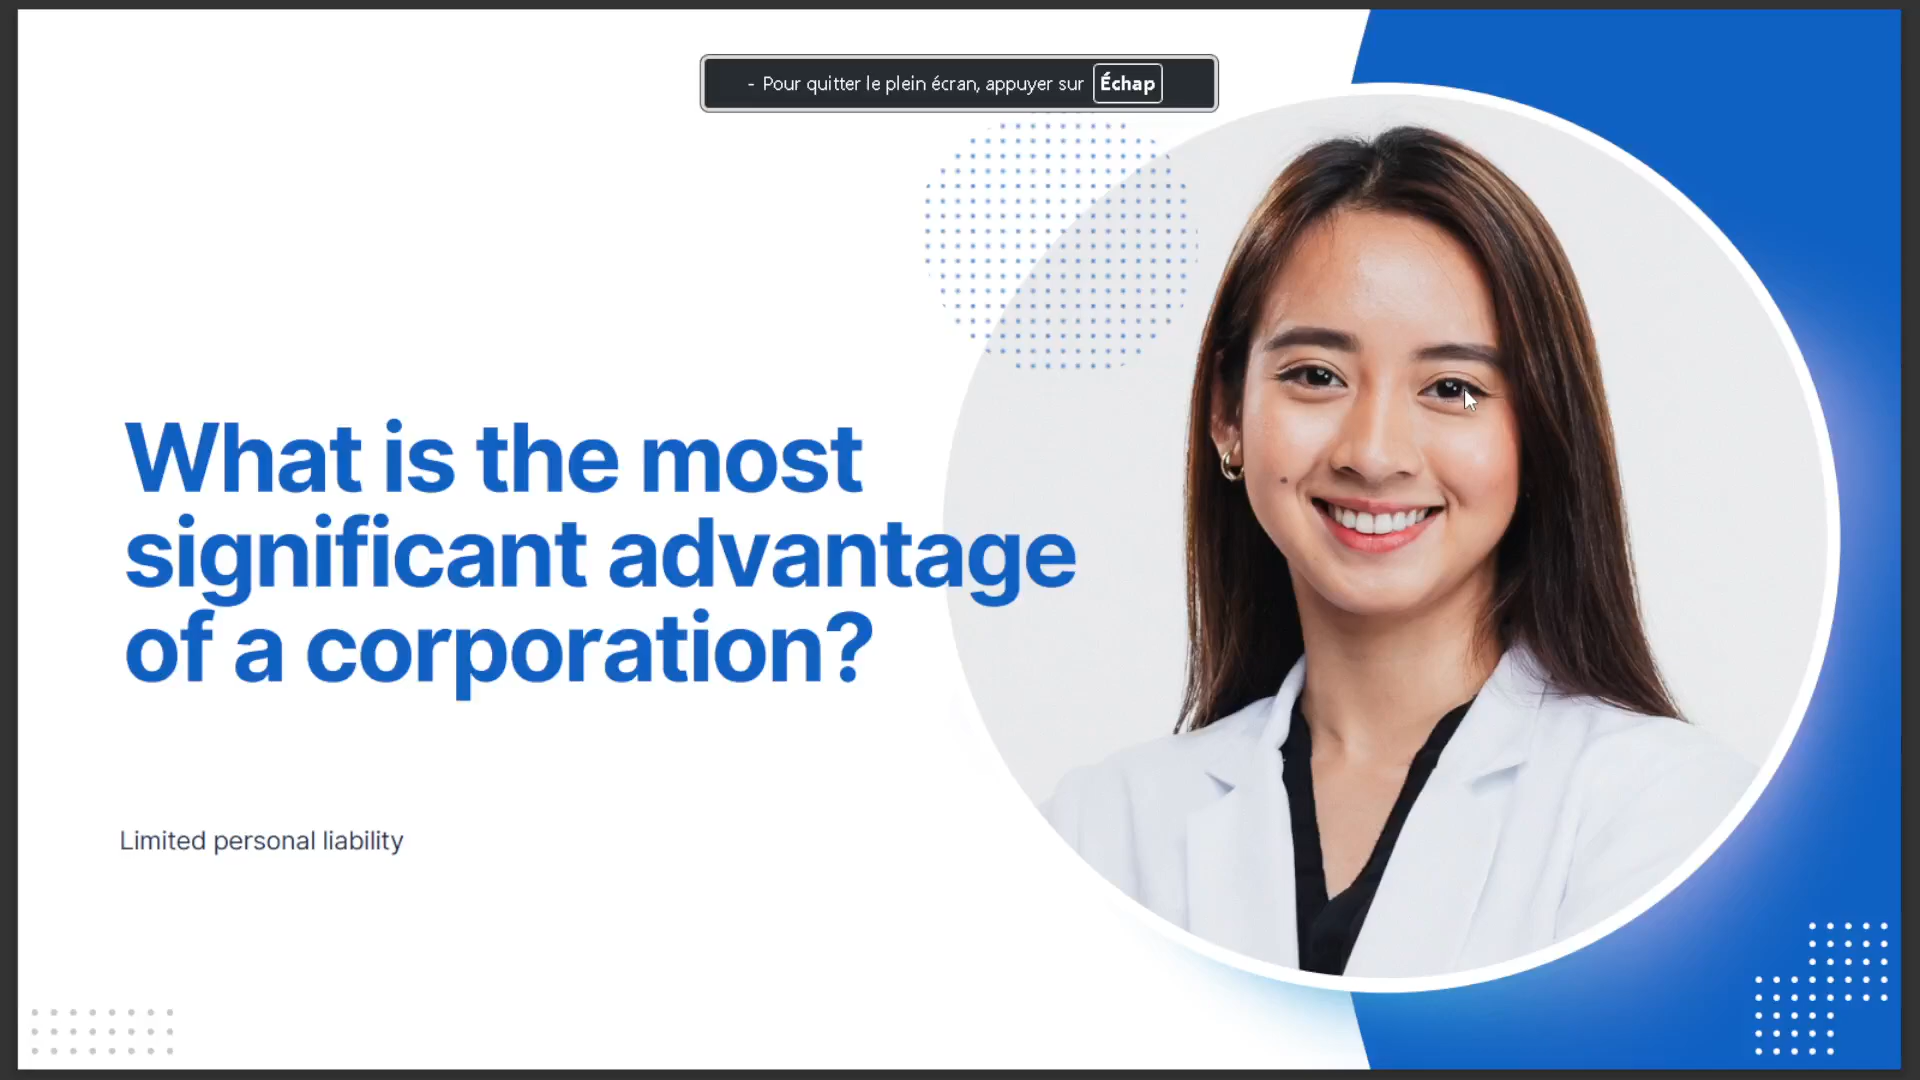 - Pour quitter le plein écran, appuyer sur Échap
What is the most
significant advantage
of a corporation?
Limited personal liability